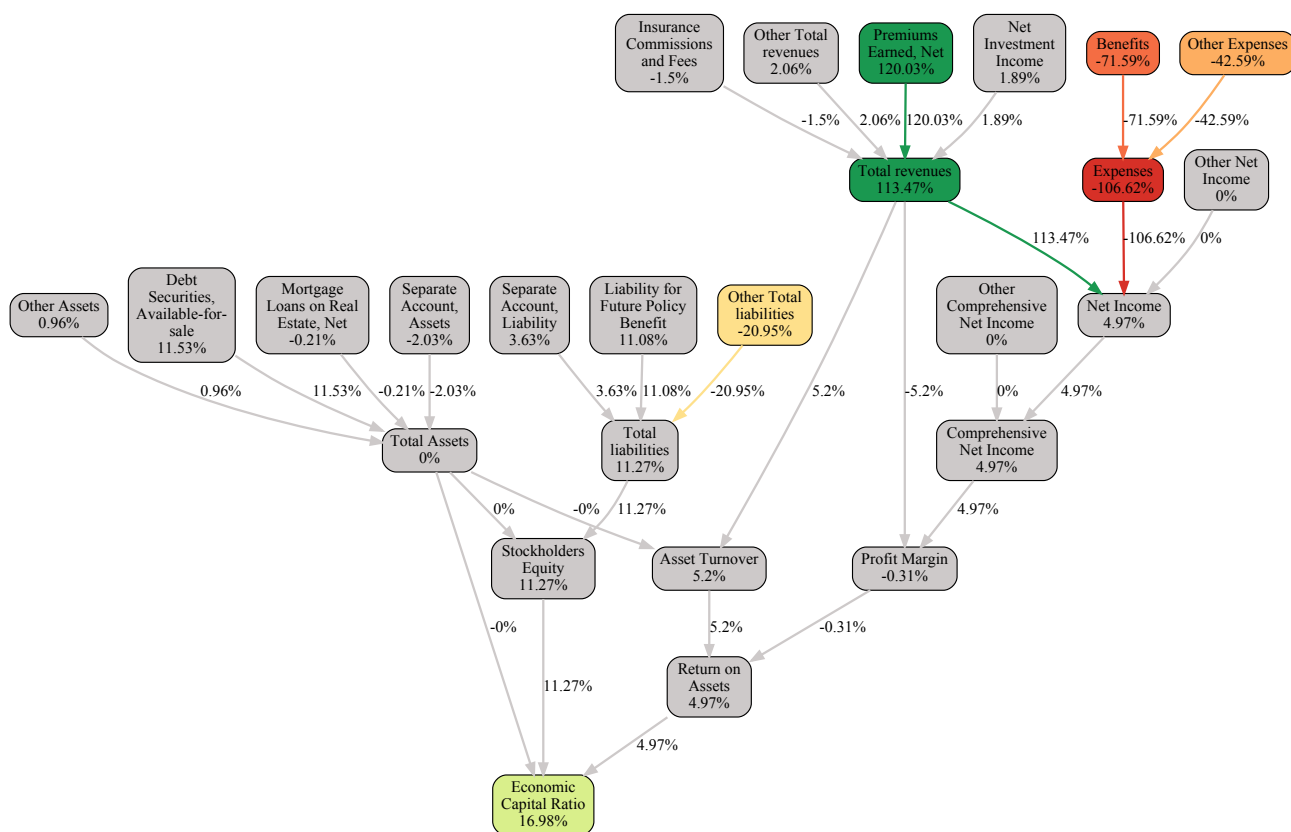 Insurance
Commissions
and Fees
-1.5%
Other Total
revenues
2.06%
Premiums
Earned, Net
120.03%
Net
Investment
Income
1.89%
Benefits
-71.59%
Other Expenses
-42.59%
-1.5%
2.06%
120.03%
1.89%
-71.59%
-42.59%
Total revenues
113.47%
Expenses
-106.62%
Other Net
Income
0%
113.47%
-106.62%
0%
Other Assets
0.96%
Debt
Securities,
Available-for-
sale
11.53%
Mortgage
Loans on Real
Estate, Net
-0.21%
Separate
Account,
Assets
-2.03%
Separate
Account,
Liability
3.63%
Liability for
Future Policy
Benefit
11.08%
Other Total
liabilities
-20.95%
Other
Comprehensive
Net Income
0%
Net Income
4.97%
0.96%
11.53%
-0.21%
-2.03%
3.63%
11.08%
-20.95%
5.2%
-5.2%
0%
4.97%
Total Assets
0%
Total
liabilities
11.27%
Comprehensive
Net Income
4.97%
0%
11.27%
-0%
4.97%
Stockholders
Equity
11.27%
Asset Turnover
5.2%
Profit Margin
-0.31%
-0%
5.2%
-0.31%
11.27%
Return on
Assets
4.97%
4.97%
Economic
Capital Ratio
16.98%